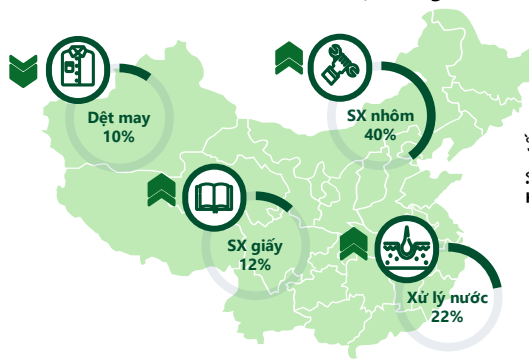 Dệt may
10%
SX nhôm
40%
SX giấy
12%
Xử lý nước
22%